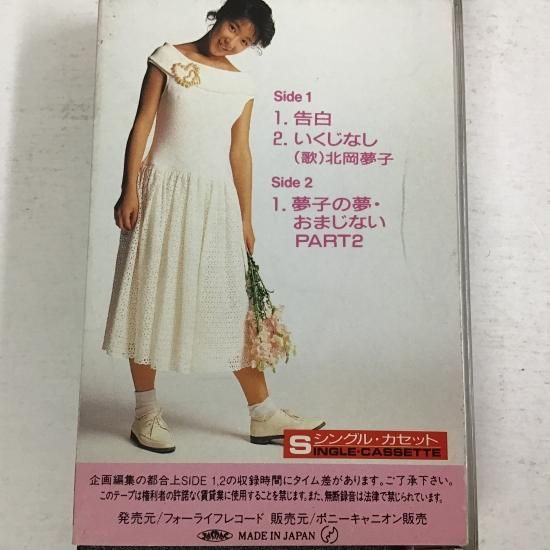 Side 1
1. 告白
2. いくじなし
(歌)北岡夢子
Side 2
1. 夢子の夢・
おまじない
PART2
シングル・カセット
SINGLE・CASSETTE
企画編集の都合上SIDE 1,2の収録時間にタイム差があります。ご了承下さい。
このテープは権利者の許諾なく賃貸業に使用することを禁じます。また、無断録音は法律で禁じられています。
発売元/フォーライフレコード 販売元/ポニーキャニオン販売
MADE IN JAPAN